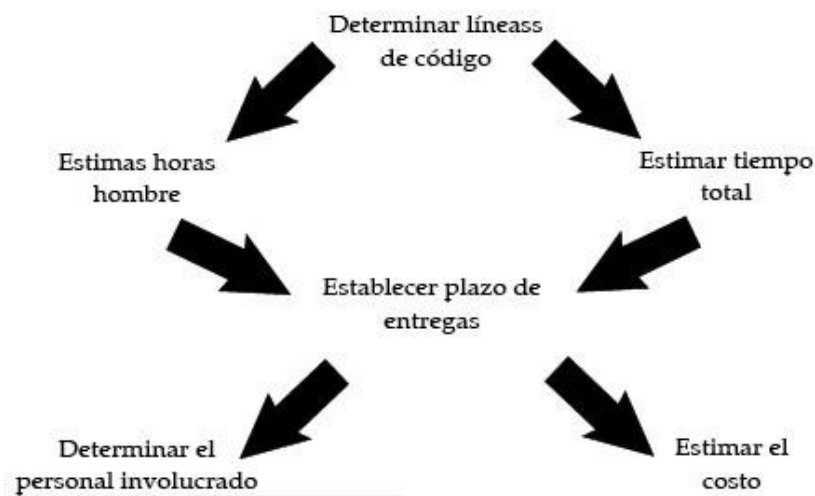 Determinar líneass
de código
Estimas horas
hombre
Estimar tiempo
total
Establecer plazo de
entregas
Determinar el
personal involucrado
Estimar el
costo